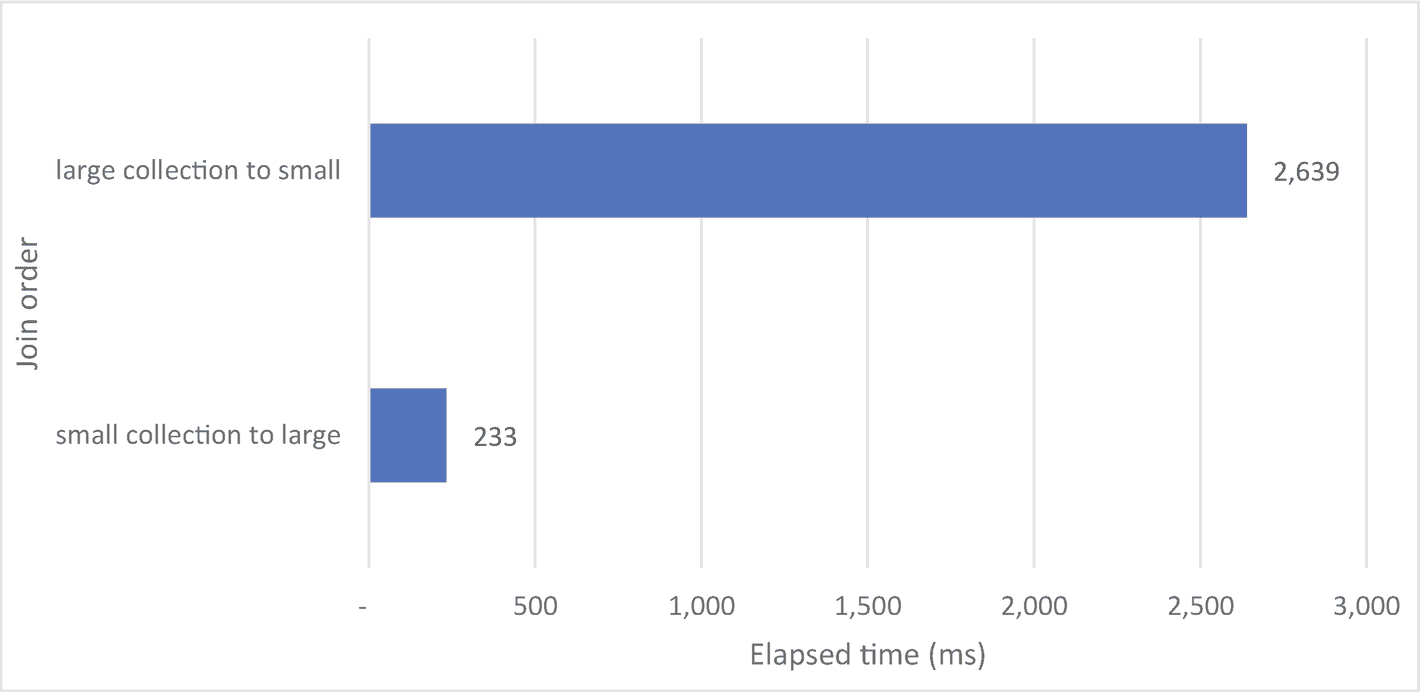 large collection to small
2,639
Join order
small collection to large
233
-
500
1,000
1,500
2,000
2,500
3,000
Elapsed time (ms)